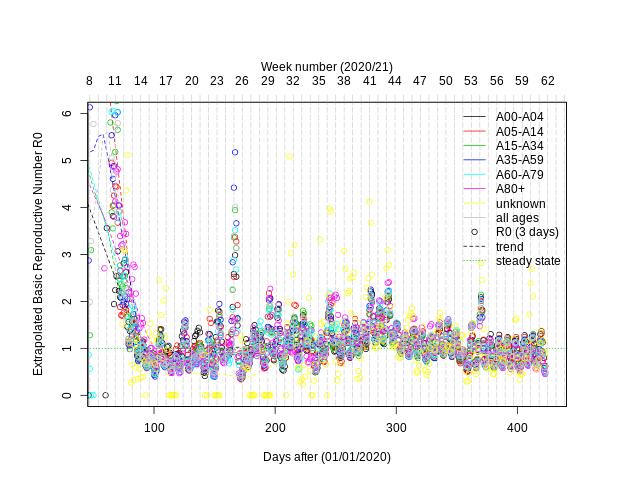 Week number (2020/21)
8 11 14 17 20 23 26 29 32 35 38 41 44 47 50 53 56 59 62
Extrapolated Basic Reproductive Number R0
6
5
4
3
2
1
0
A00-A04
A05-A14
A15-A34
A35-A59
A60-A79
A80+
unknown
all ages
R0 (3 days)
trend
steady state
100 200 300 400
Days after (01/01/2020)